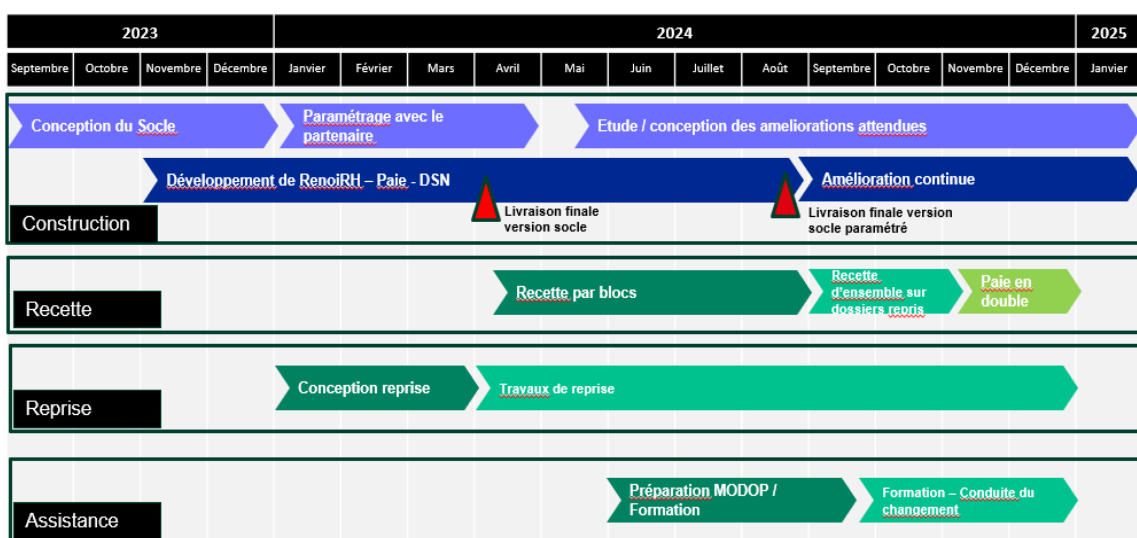 2023
2024
2025
Septembre
Octobre
Novembre
Décembre
Janvier
Février
Mars
Avril
Mai
Juin
Juillet
Août
Septembre
Octobre
Novembre
Décembre
Janvier
Conception du Socle
Paramétrage avec le
partenaire
Etude / conception des ameliorations attendues
Développement de RenoiRH – Paie - DSN
Amélioration continue
Livraison finale
version socle
Livraison finale version
socle paramétré
Construction
Recette par blocs
Recette
d'ensemble sur
dossiers repris
Paie en
double
Recette
Conception reprise
Travaux de reprise
Reprise
Préparation MODOP /
Formation
Formation – Conduite du
changement
Assistance